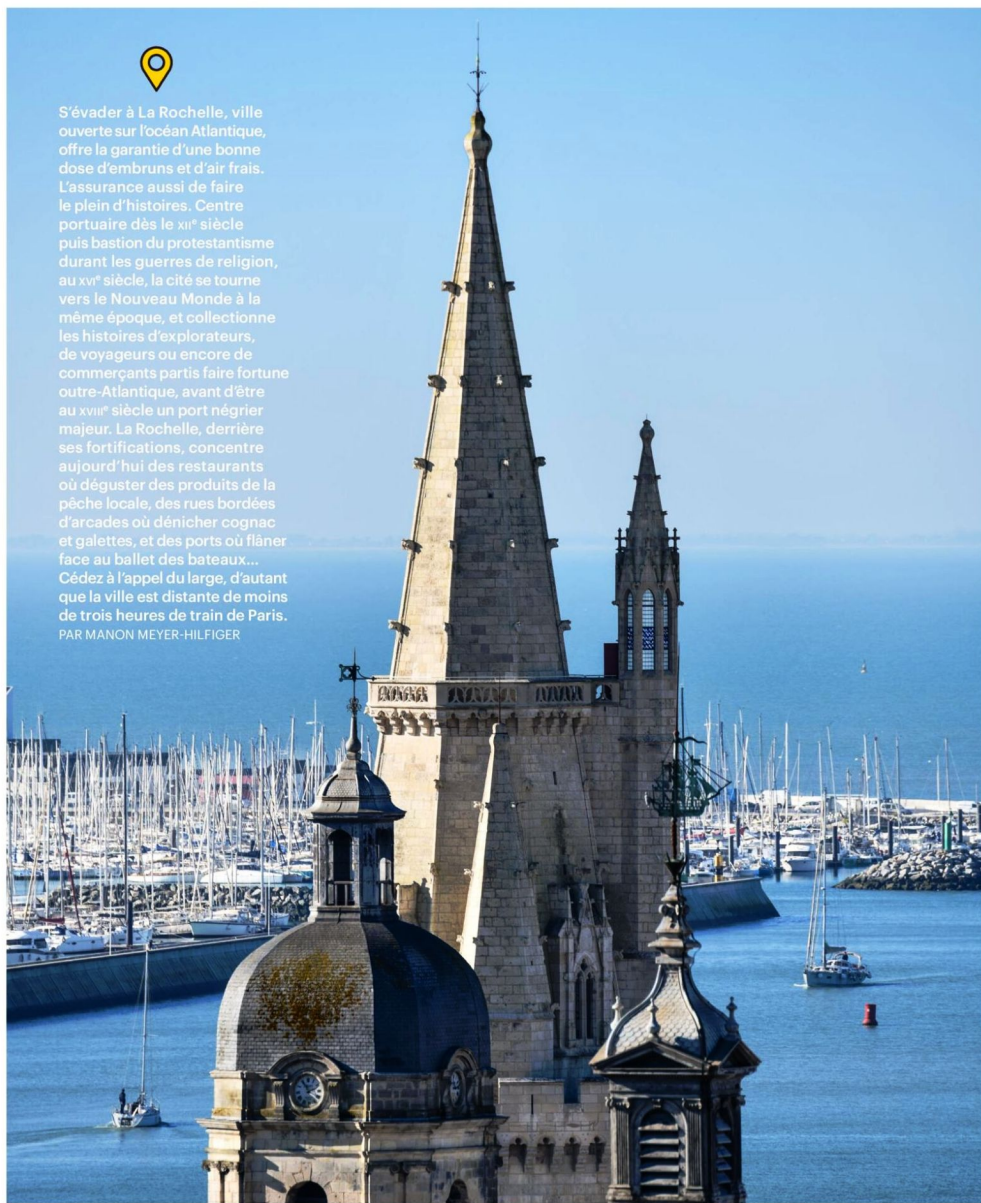 S'évader à La Rochelle, ville
ouverte sur l'océan Atlantique,
offre la garantie d'une bonne
dose d'embruns et d'air frais.
L'assurance aussi de faire
le plein d'histoires. Centre
portuaire dès le XIIᵉ siècle
puis bastion du protestantisme
durant les guerres de religion,
au XVIᵉ siècle, la cité se tourne
vers le Nouveau Monde à la
même époque, et collectionne
les histoires d'explorateurs,
de voyageurs ou encore de
commerçants partis faire fortune
outre-Atlantique, avant d'être
au XVIIIᵉ siècle un port négrier
majeur. La Rochelle, derrière
ses fortifications, concentre
aujourd'hui des restaurants
où déguster des produits de la
pêche locale, des rues bordées
d'arcades où dénicher cognac
et galettes, et des ports où flâner
face au ballet des bateaux...
Cédez à l'appel du large, d'autant
que la ville est distante de moins
de trois heures de train de Paris.
PAR MANON MEYER-HILFIGER